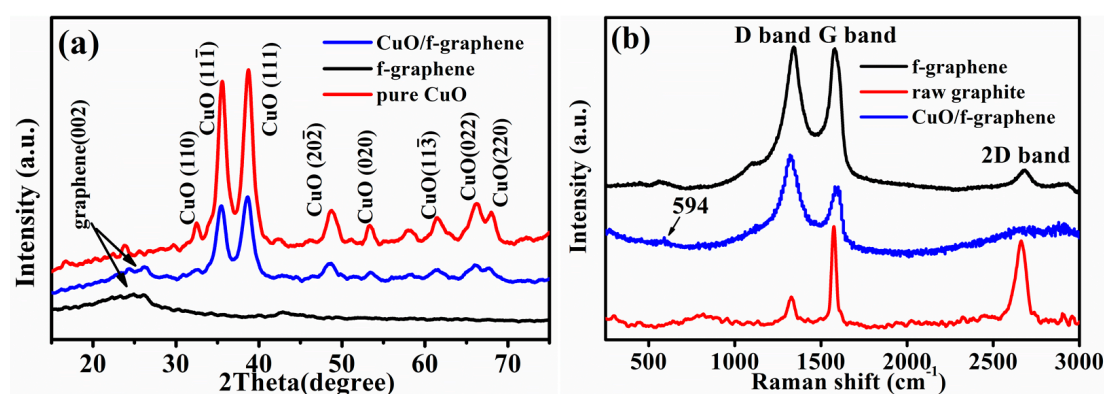 (a)
CuO/f-graphene
f-graphene
pure CuO
graphene(002)
CuO (110)
CuO (111̄)
CuO (111)
CuO (202̄)
CuO (020)
CuO(11̄3)
CuO(022)
CuO(220)
Intensity (a.u.)
20 30 40 50 60 70
2Theta(degree)
(b)
D band G band
f-graphene
raw graphite
CuO/f-graphene
2D band
594
Intensity (a.u.)
500 1000 1500 2000 2500 3000
Raman shift (cm-1)